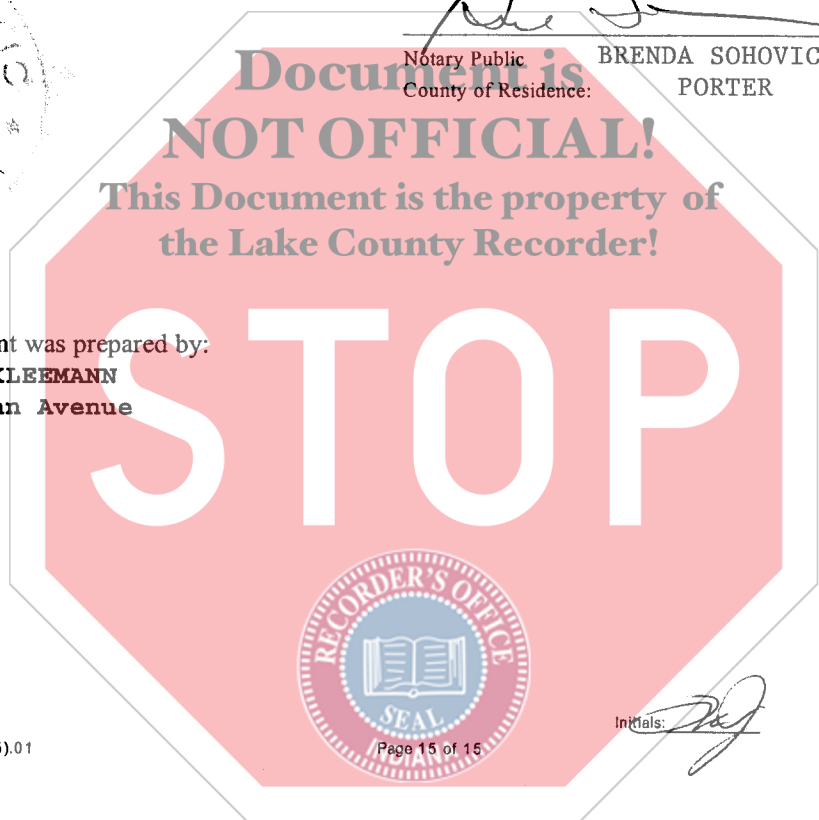 Notary Public BRENDA SOHOVIC
County of Residence: PORTER
Document is
NOT OFFICIAL!
This Document is the property of
the Lake County Recorder!
nt was prepared by:
KLEEMANN
nn Avenue
STOP
RECORDER'S OFFICE
SEAL
INDIANA
Initials:
).01
Page 15 of 15